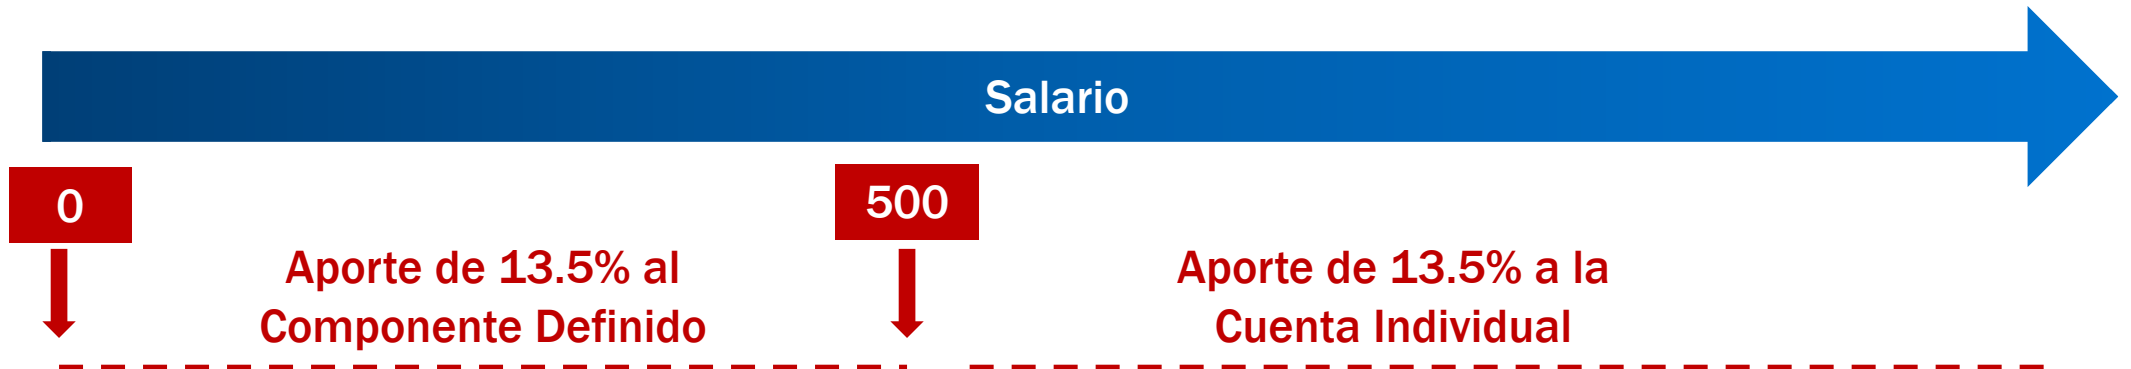 Salario
0
500
Aporte de 13.5% al
Componente Definido
Aporte de 13.5% a la
Cuenta Individual